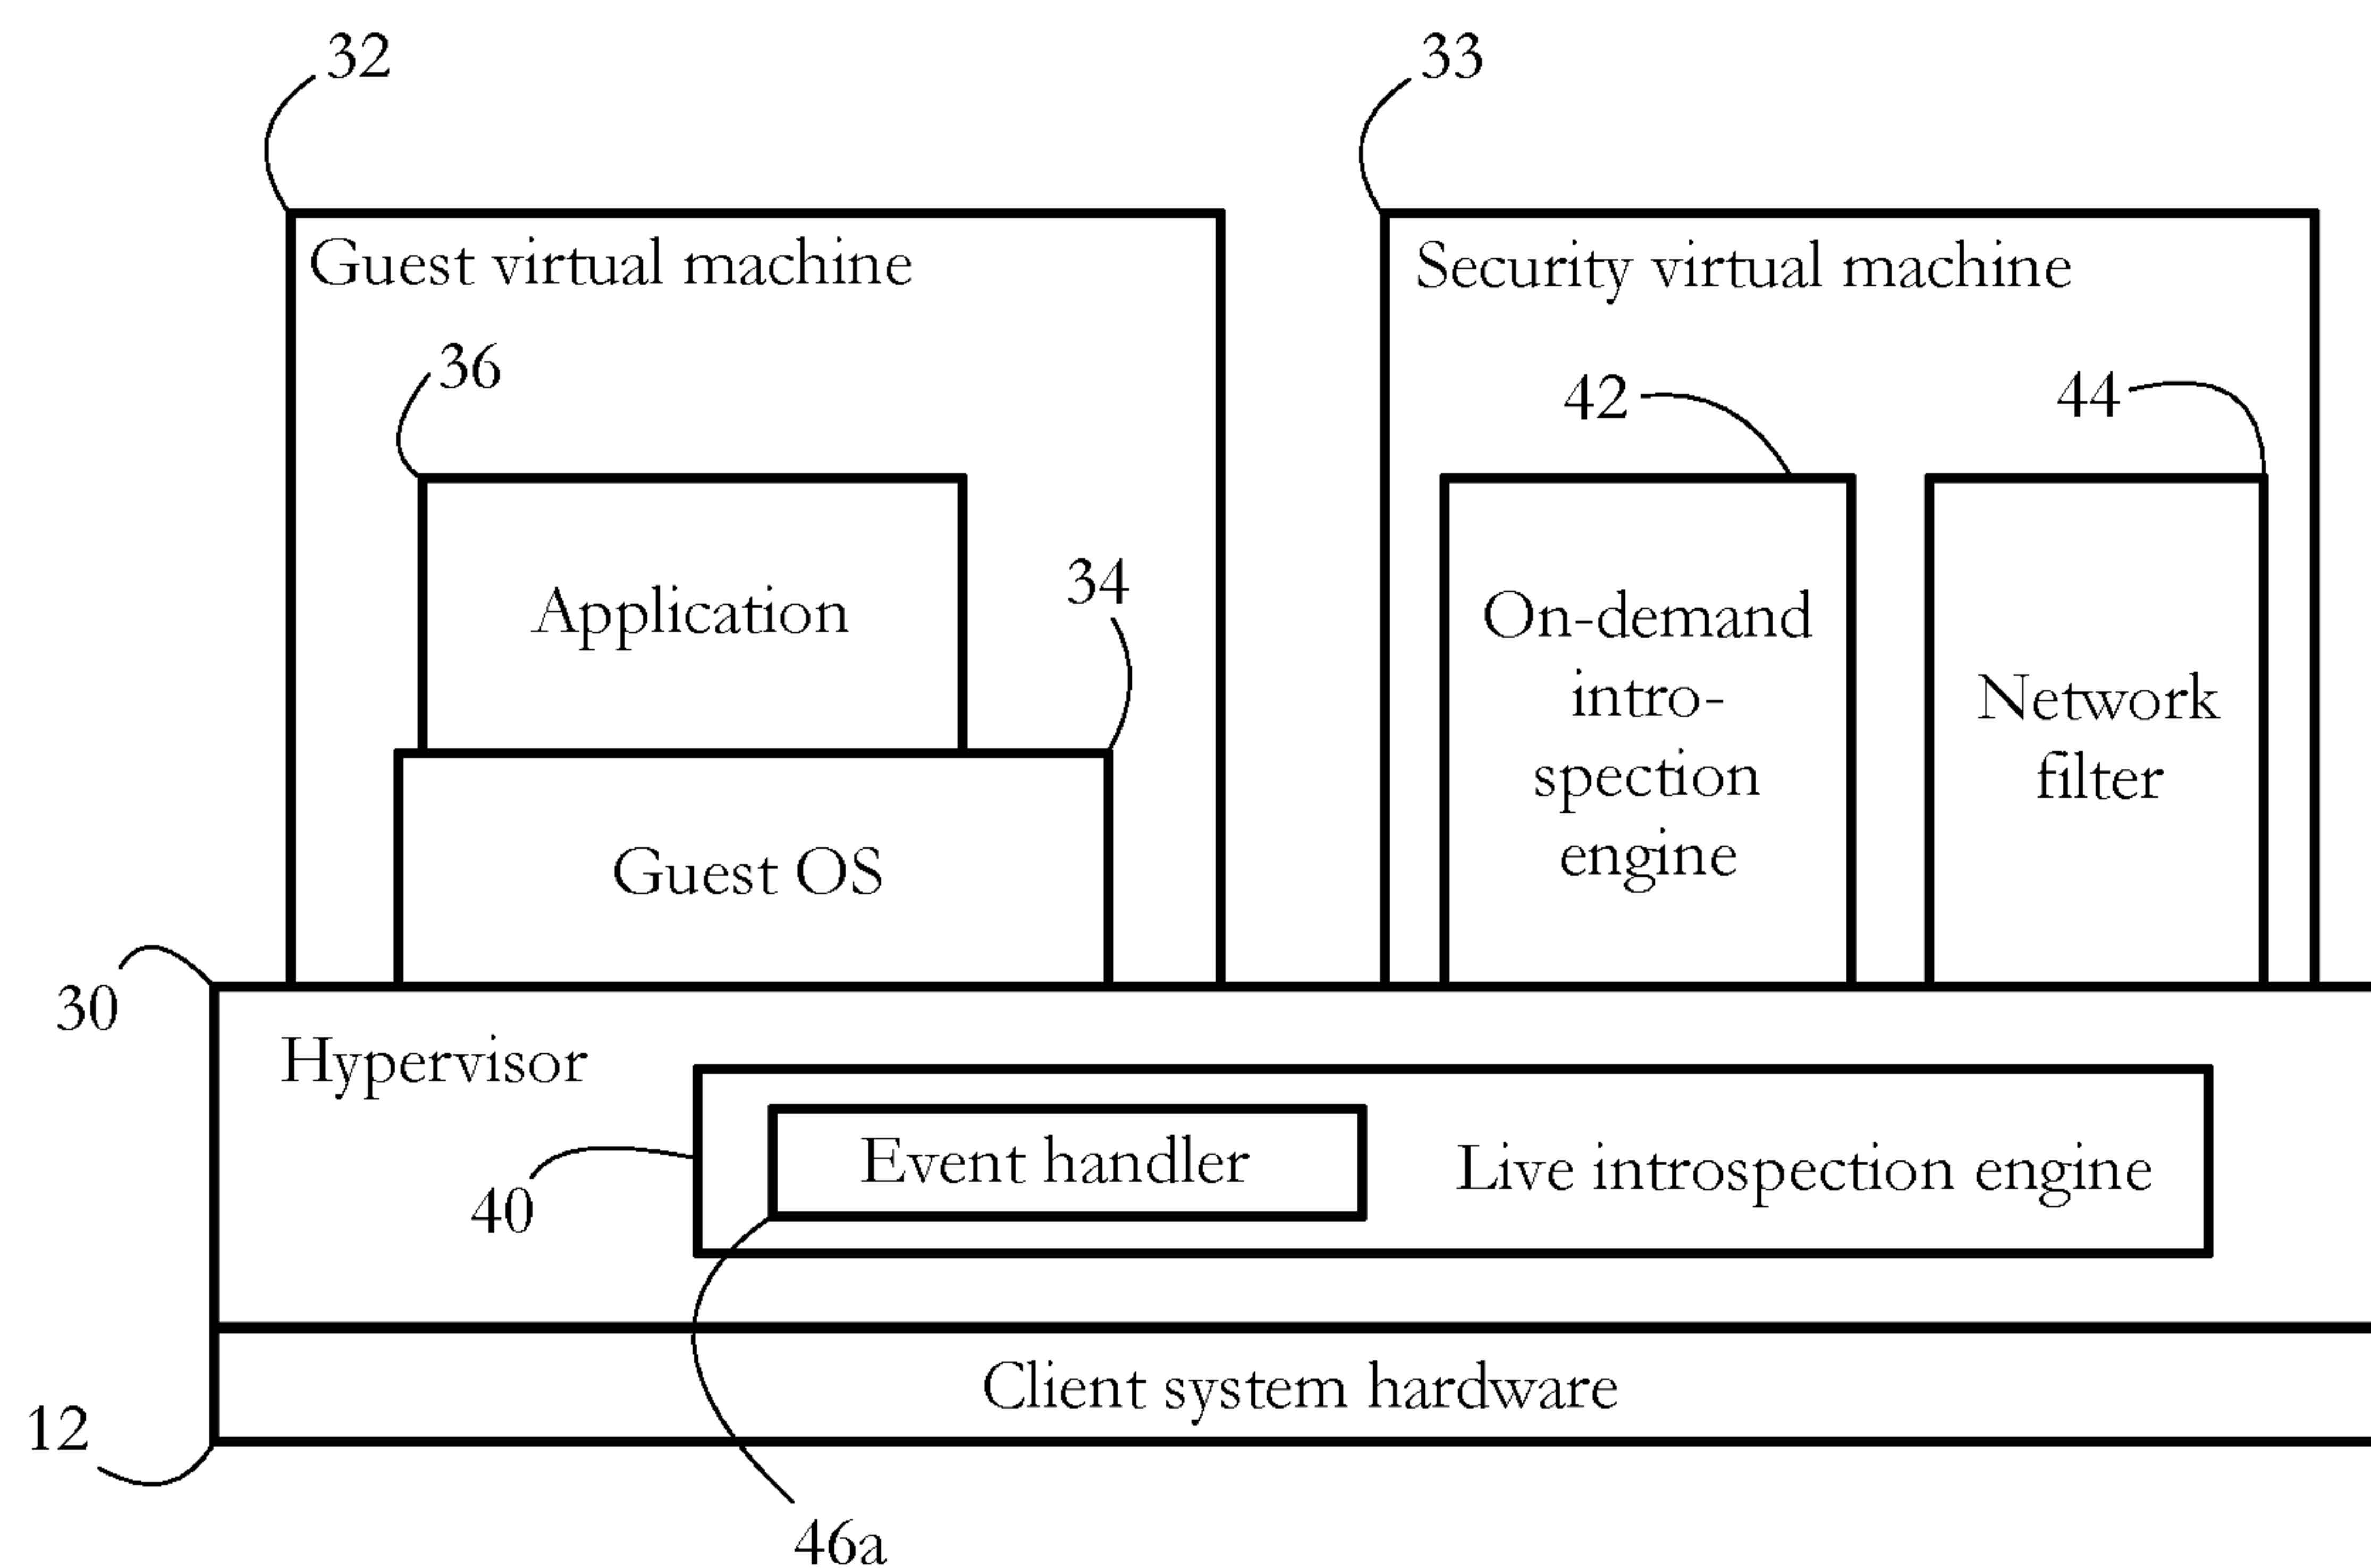 32
33
Guest virtual machine
Security virtual machine
36
42
44
34
Application
On-demand
intro-
spection
engine
Network
filter
Guest OS
30
Hypervisor
Event handler
Live introspection engine
40
Client system hardware
12
46a